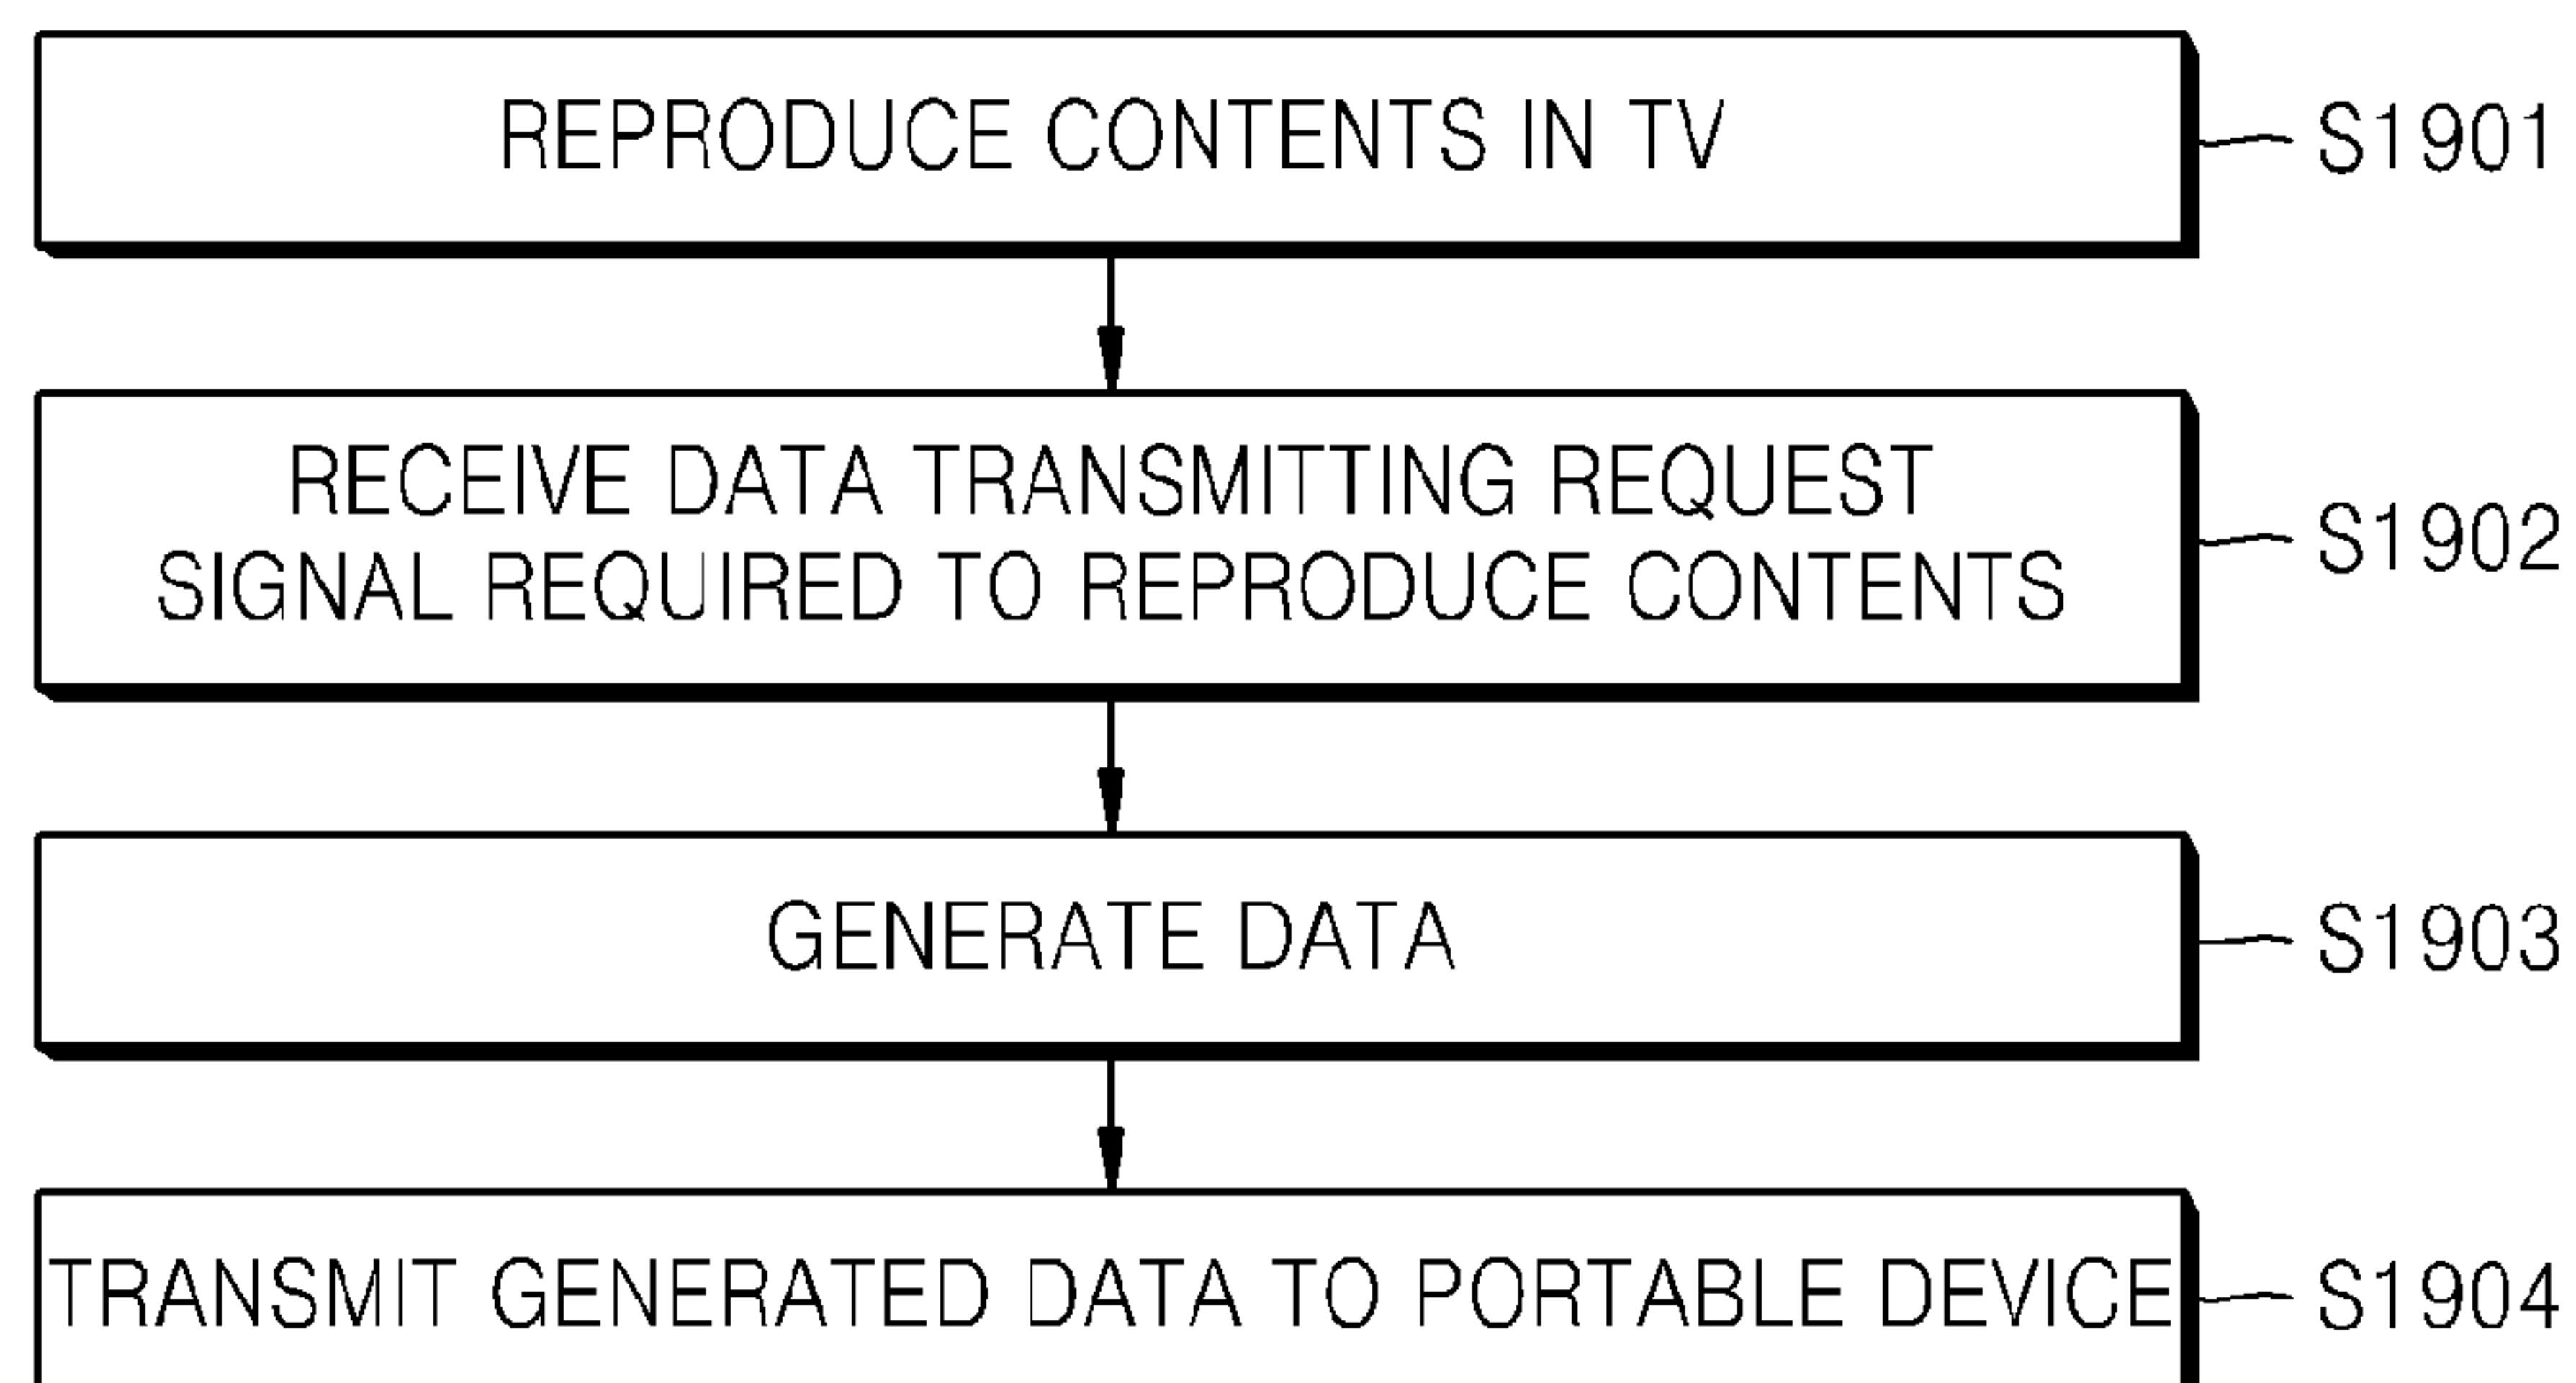 REPRODUCE CONTENTS IN TV
S1901
RECEIVE DATA TRANSMITTING REQUEST
SIGNAL REQUIRED TO REPRODUCE CONTENTS
S1902
GENERATE DATA
S1903
TRANSMIT GENERATED DATA TO PORTABLE DEVICE
S1904